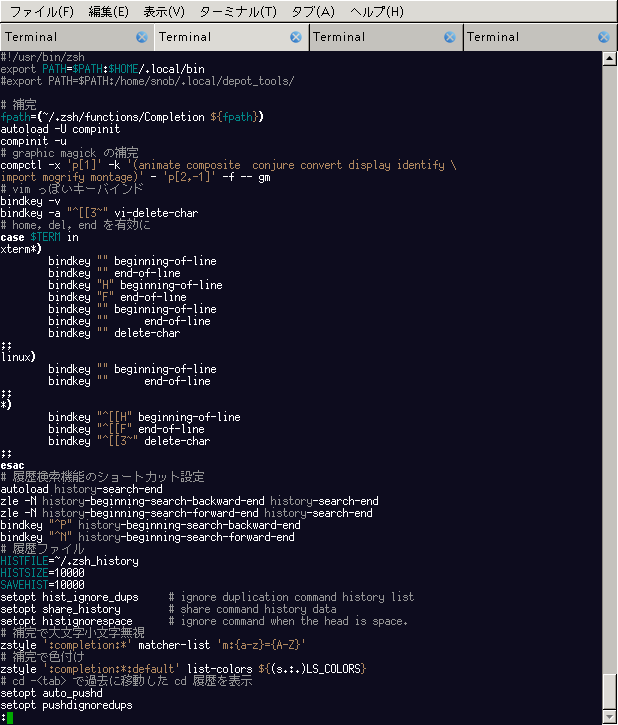 ファイル(F) 編集(E) 表示(V) ターミナル(T) タブ(A) ヘルプ(H)
Terminal Terminal Terminal Terminal
#!/usr/bin/zsh
export PATH=$PATH:$HOME/.local/bin
#export PATH=$PATH:/home/snob/.local/depot_tools/
# 補完
fpath=(~/.zsh/functions/Completion ${fpath})
autoload -U compinit
compinit -u
# graphic magick の補完
compctl -x 'p[1]' -k '(animate composite  conjure convert display identify \
import mogrify montage)' - 'p[2,-1]' -f -- gm
# vim っぽいキーバインド
bindkey -v
bindkey -a "^[[3~" vi-delete-char
# home, del, end を有効に
case $TERM in
xterm*)
        bindkey "" beginning-of-line
        bindkey "" end-of-line
        bindkey "H" beginning-of-line
        bindkey "F" end-of-line
        bindkey "" beginning-of-line
        bindkey ""      end-of-line
        bindkey "" delete-char
;;
linux)
        bindkey "" beginning-of-line
        bindkey ""      end-of-line
;;
*)
        bindkey "^[[H" beginning-of-line
        bindkey "^[[F" end-of-line
        bindkey "^[[3~" delete-char
;;
esac
# 履歴検索機能のショートカット設定
autoload history-search-end
zle -N history-beginning-search-backward-end history-search-end
zle -N history-beginning-search-forward-end history-search-end
bindkey "^P" history-beginning-search-backward-end
bindkey "^N" history-beginning-search-forward-end
# 履歴ファイル
HISTFILE=~/.zsh_history
HISTSIZE=10000
SAVEHIST=10000
setopt hist_ignore_dups     # ignore duplication command history list
setopt share_history        # share command history data
setopt histignorespace      # ignore command when the head is space.
# 補完で大文字小文字無視
zstyle ':completion:*' matcher-list 'm:{a-z}={A-Z}'
# 補完で色付け
zstyle ':completion:*:default' list-colors ${(s.:.)LS_COLORS}
# cd -<tab> で過去に移動した cd 履歴を表示
setopt auto_pushd
setopt pushdignoredups
: